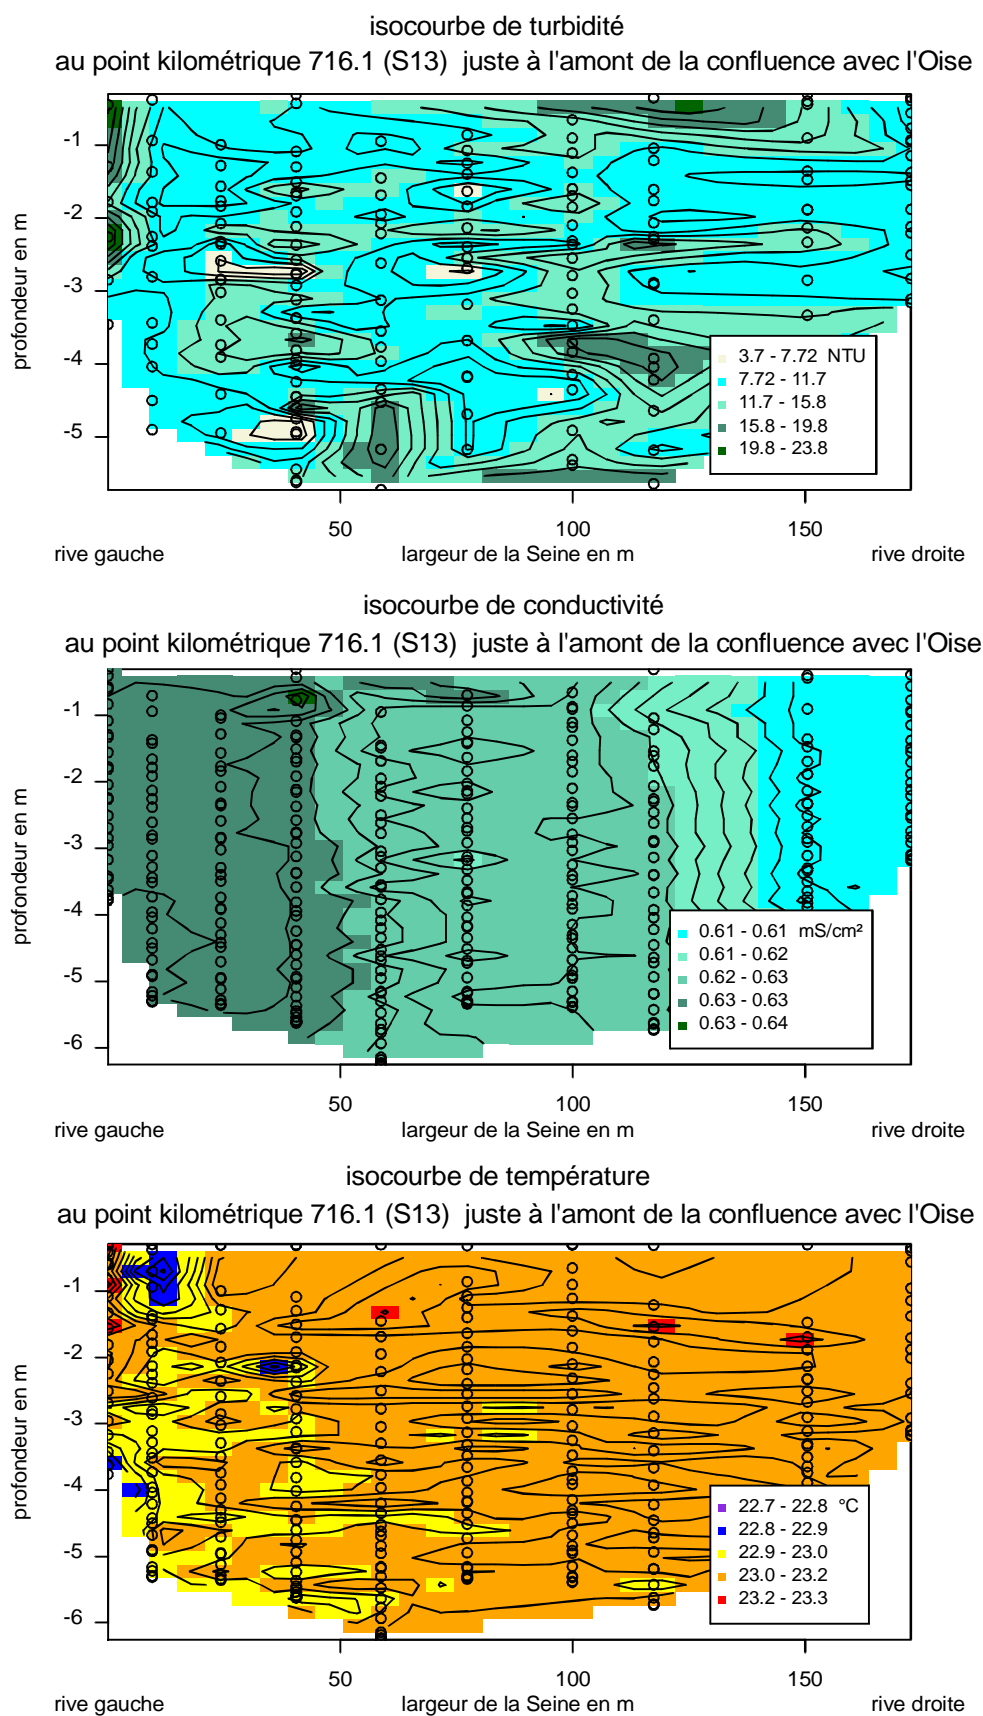 isocourbe de turbidité
au point kilométrique 716.1 (S13)  juste à l'amont de la confluence avec l'Oise
profondeur en m
-1
-2
-3
-4
-5
3.7 - 7.72  NTU
7.72 - 11.7
11.7 - 15.8
15.8 - 19.8
19.8 - 23.8
50
100
150
rive gauche
largeur de la Seine en m
rive droite
isocourbe de conductivité
au point kilométrique 716.1 (S13)  juste à l'amont de la confluence avec l'Oise
profondeur en m
-1
-2
-3
-4
-5
-6
0.61 - 0.61  mS/cm²
0.61 - 0.62
0.62 - 0.63
0.63 - 0.63
0.63 - 0.64
50
100
150
rive gauche
largeur de la Seine en m
rive droite
isocourbe de température
au point kilométrique 716.1 (S13)  juste à l'amont de la confluence avec l'Oise
profondeur en m
-1
-2
-3
-4
-5
-6
22.7 - 22.8  °C
22.8 - 22.9
22.9 - 23.0
23.0 - 23.2
23.2 - 23.3
50
100
150
rive gauche
largeur de la Seine en m
rive droite